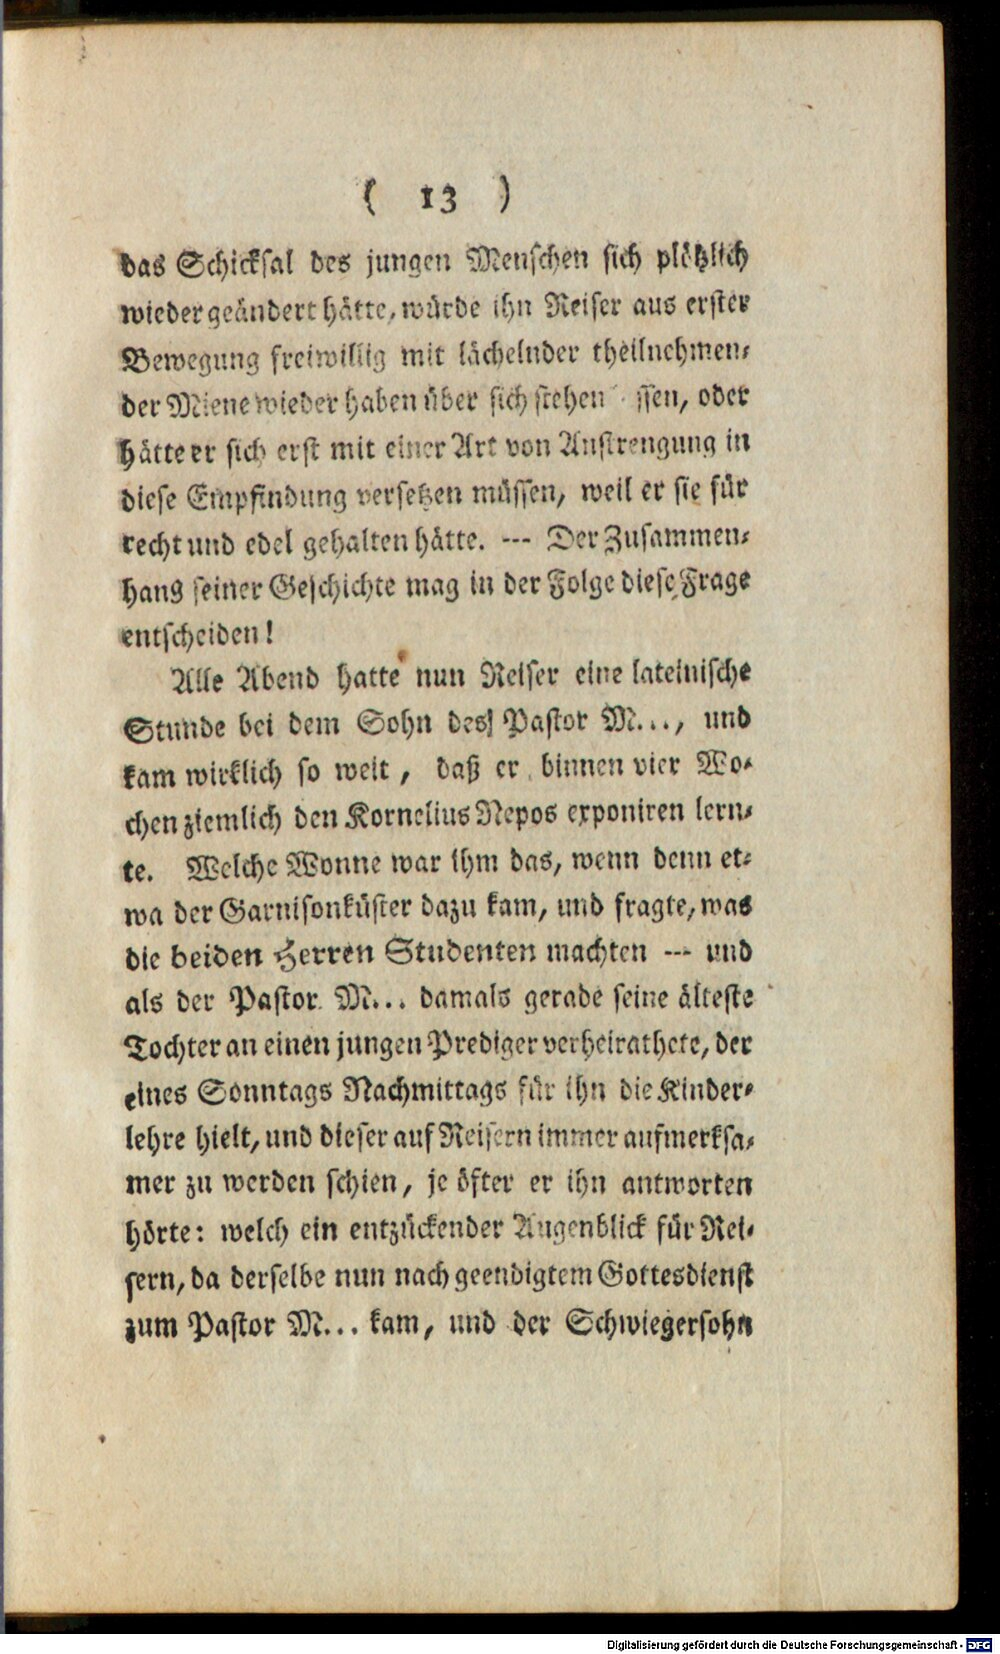 ( 13 )
das Schicksal des jungen Menschen sich plötzlich
wieder geändert hätte, würde ihn Reiser aus erster
Bewegung freiwillig mit lächelnder theilnehmen-
der Miene wieder haben über sich stehen ssen, oder
hätte er sich erst mit einer Art von Anstrengung in
diese Empfindung versetzen müssen, weil er sie für
recht und edel gehalten hätte. --- Der Zusammen-
hang seiner Geschichte mag in der Folge diese Frage
entscheiden!
Alle Abend hatte nun Reiser eine lateinische
Stunde bei dem Sohn des Pastor M..., und
kam wirklich so weit, daß er binnen vier Wo-
chen ziemlich den Kornelius Nepos exponiren lern-
te. Welche Wonne war ihm das, wenn denn et-
wa der Garnisonküster dazu kam, und fragte, was
die beiden Herren Studenten machten --- und
als der Pastor M... damals gerade seine älteste
Tochter an einen jungen Prediger verheirathete, der
eines Sonntags Nachmittags für ihn die Kinder-
lehre hielt, und dieser auf Reisern immer aufmerksa-
mer zu werden schien, je öfter er ihn antworten
hörte: welch ein entzückender Augenblick für Rei-
sern, da derselbe nun nach geendigtem Gottesdienst
zum Pastor M... kam, und der Schwiegersohn
Digitalisierung gefördert durch die Deutsche Forschungsgemeinschaft - DFG